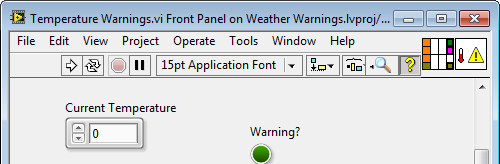 Temperature Warnings.vi Front Panel on Weather Warnings.lvproj/...
File Edit View Project Operate Tools Window Help
15pt Application Font
?
Current Temperature
0
Warning?